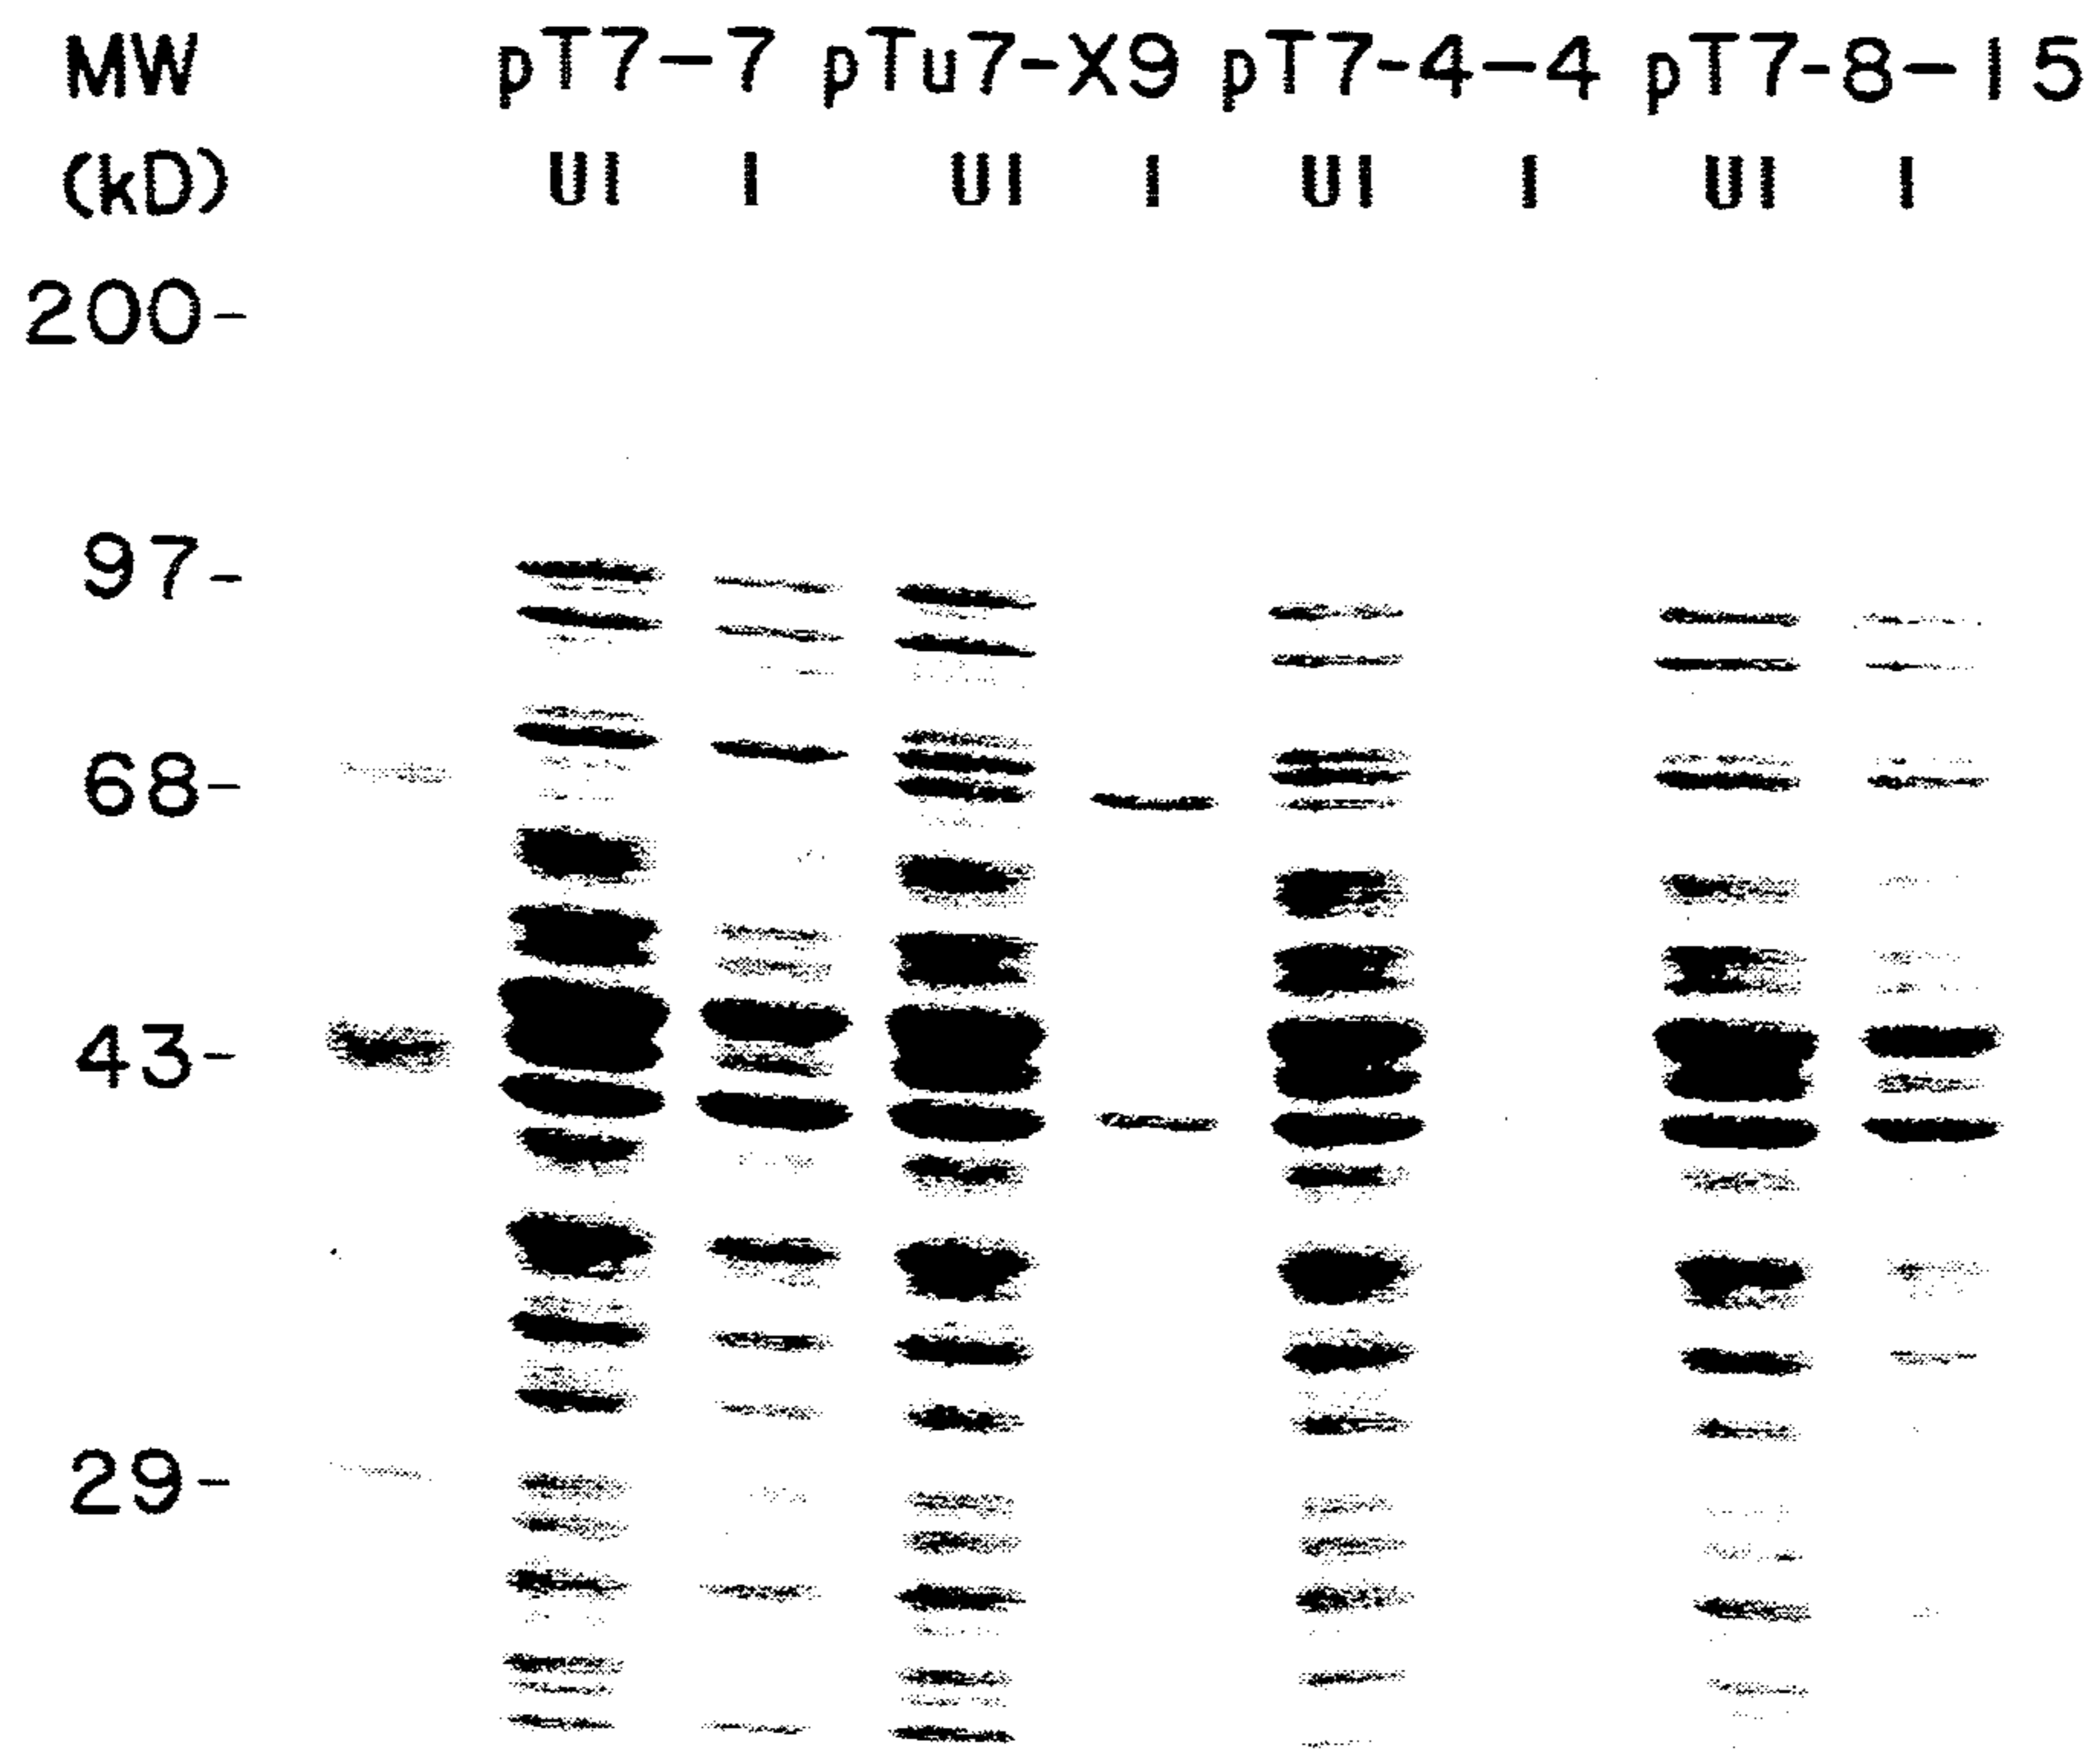 MW pT7-7 pTu7-X9 pT7-4-4 pT7-8-15
(kD) UI I UI I UI I UI I
200-
97-
68-
43-
29-